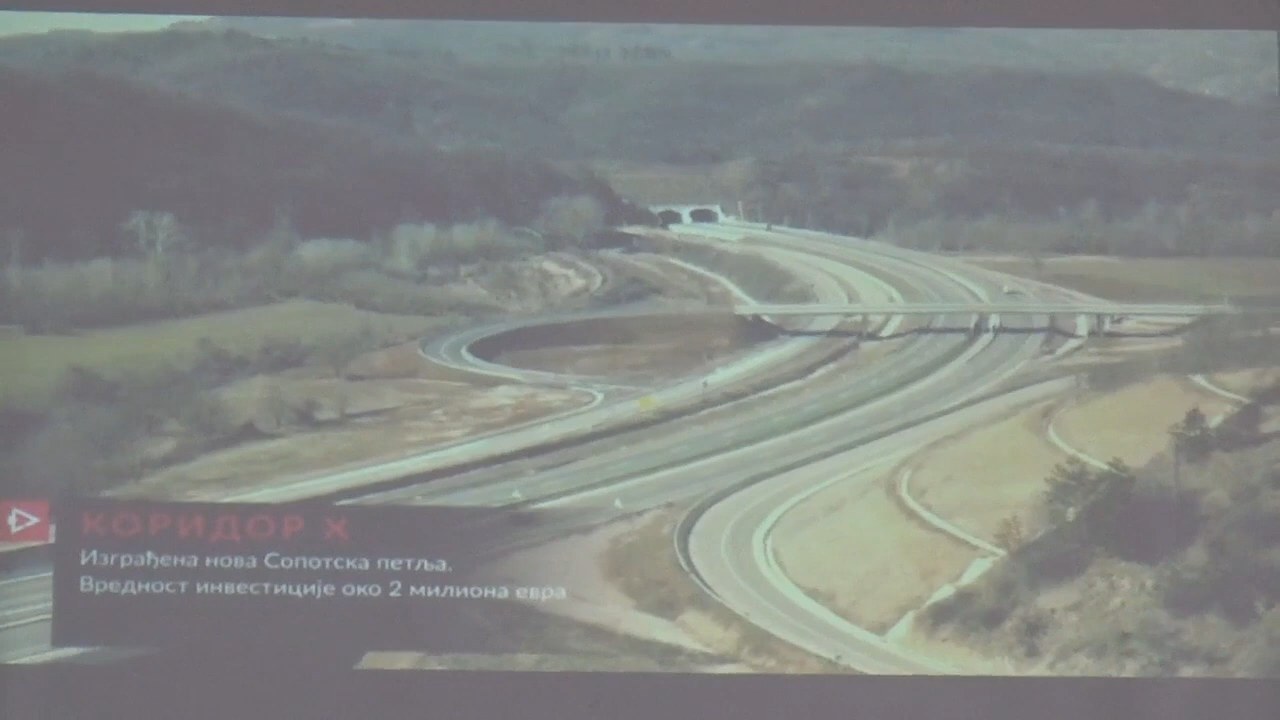 КОРИДОР X
Изграђена нова Сопотска петља.
Вредност инвестиције око 2 милиона евра